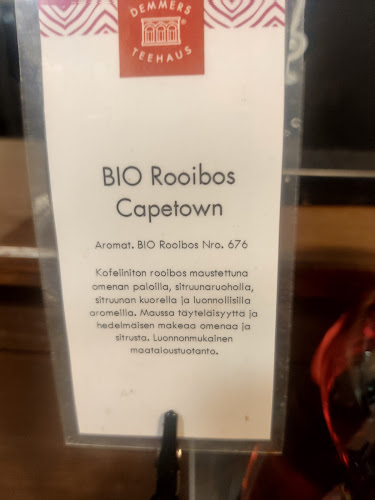 DEMMERS
TEEHAUS
BIO Rooibos
Capetown
Aromat. BIO Rooibos Nro. 676
Kofeiiniton rooibos maustettuna
omenan paloilla, sitruunaruoholla,
sitruunan kuorella ja luonnollisilla
aromeilla. Maussa täyteläisyyttä ja
hedelmäisen makeaa omenaa ja
sitrusta. Luonnonmukainen
maataloustuotanto.